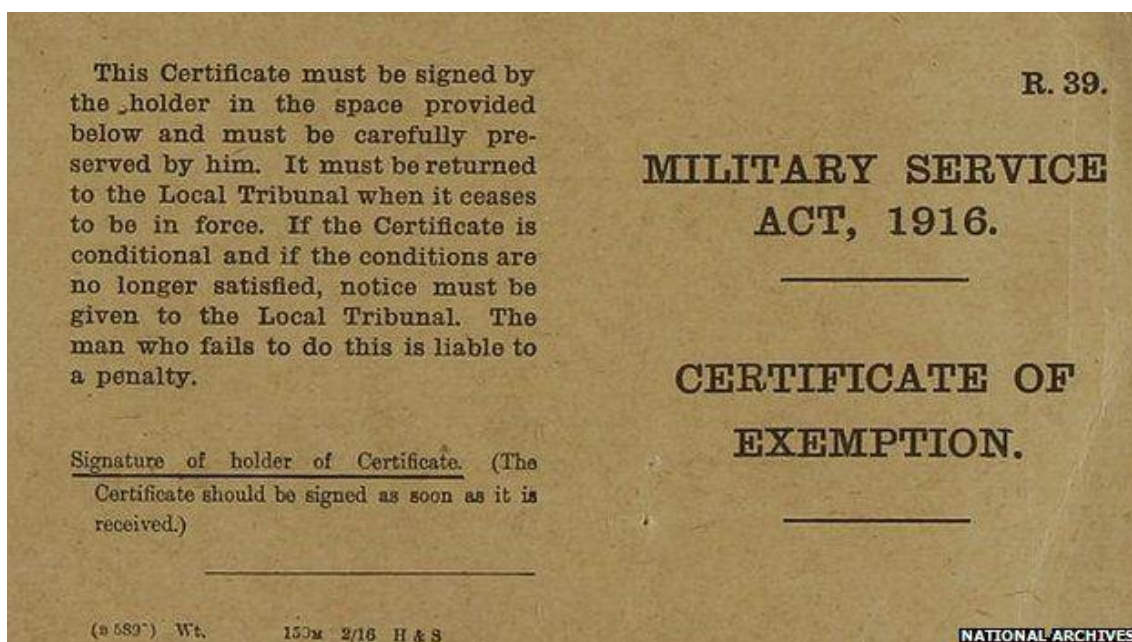 This Certificate must be signed by
the holder in the space provided
below and must be carefully pre-
served by him. It must be returned
to the Local Tribunal when it ceases
to be in force. If the Certificate is
conditional and if the conditions are
no longer satisfied, notice must be
given to the Local Tribunal. The
man who fails to do this is liable to
a penalty.
Signature of holder of Certificate. (The
Certificate should be signed as soon as it is
received.)
Wt. 2/16 H & S
R. 39.
MILITARY SERVICE
ACT, 1916.
CERTIFICATE OF
EXEMPTION.
NATIONAL ARCHIVES